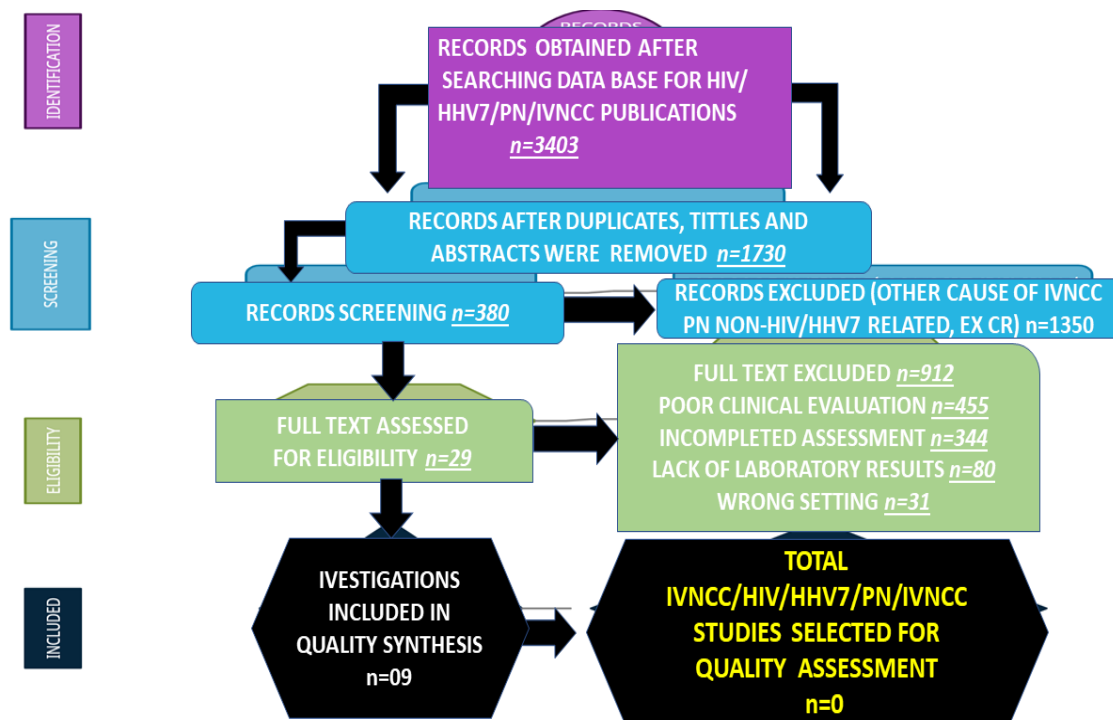 IDENTIFICATION
RECORDS
RECORDS OBTAINED AFTER
SEARCHING DATA BASE FOR HIV/
HHV7/PN/IVNCC PUBLICATIONS
n=3403
SCREENING
RECORDS AFTER DUPLICATES, TITTLES AND
ABSTRACTS WERE REMOVED n=1730
RECORDS SCREENING n=380
RECORDS EXCLUDED (OTHER CAUSE OF IVNCC
PN NON-HIV/HHV7 RELATED, EX CR) n=1350
ELIGIBILITY
FULL TEXT ASSESSED
FOR ELIGIBILITY n=29
FULL TEXT EXCLUDED n=912
POOR CLINICAL EVALUATION n=455
INCOMPLETED ASSESSMENT n=344
LACK OF LABORATORY RESULTS n=80
WRONG SETTING n=31
INCLUDED
IVESTIGATIONS
INCLUDED IN
QUALITY SYNTHESIS
n=09
TOTAL
IVNCC/HIV/HHV7/PN/IVNCC
STUDIES SELECTED FOR
QUALITY ASSESSMENT
n=0